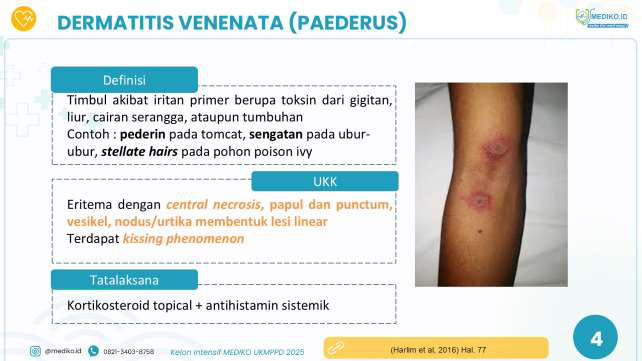 DERMATITIS VENENATA (PAEDERUS)
MEDIKO.ID
Definisi
Timbul akibat iritan primer berupa toksin dari gigitan,
liur, cairan serangga, ataupun tumbuhan
Contoh : pederin pada tomcat, sengatan pada ubur-
ubur, stellate hairs pada pohon poison ivy
UKK
Eritema dengan central necrosis, papul dan punctum,
vesikel, nodus/urtika membentuk lesi linear
Terdapat kissing phenomenon
Tatalaksana
Kortikosteroid topical + antihistamin sistemik
@mediko.id
0821-3403-8758
Kelon Intensif MEDIKO UKMPPD 2025
(Harlim et al, 2016) Hal. 77
4